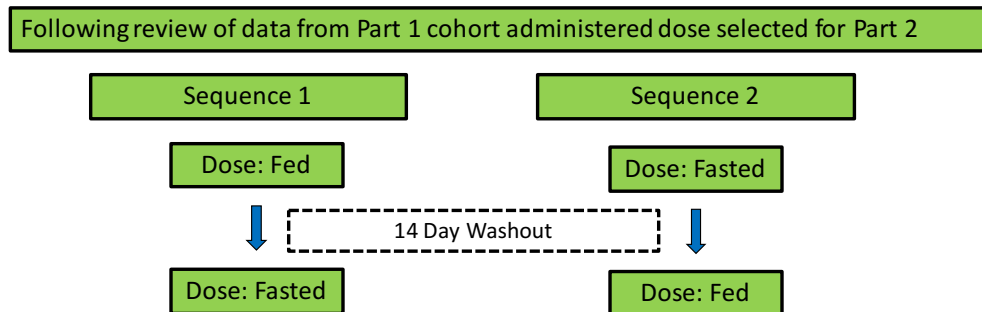 Following review of data from Part 1 cohort administered dose selected for Part 2
Sequence 1
Sequence 2
Dose: Fed
Dose: Fasted
14 Day Washout
Dose: Fasted
Dose: Fed